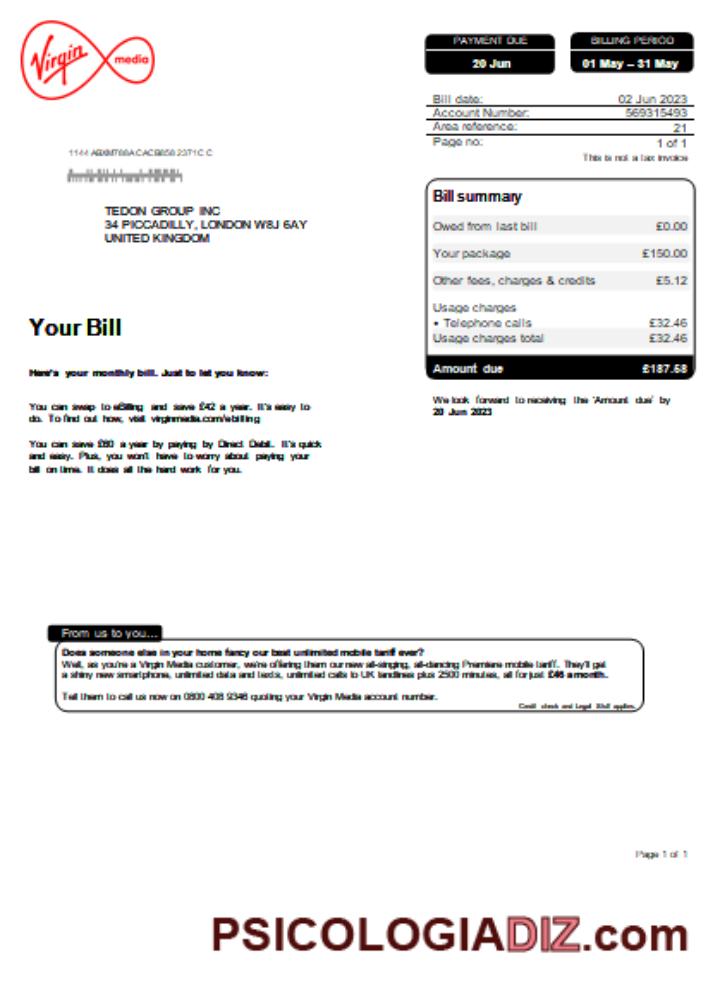 Virgin media
PAYMENT DUE
20 Jun
BILLING PERIOD
01 May – 31 May
Bill date: 02 Jun 2023
Account Number: 569315493
Area reference: 21
Page no: 1 of 1
This is not a tax invoice
TEDON GROUP INC
34 PICCADILLY, LONDON W8J 6AY
UNITED KINGDOM
Bill summary
Owed from last bill £0.00
Your package £150.00
Other fees, charges & credits £5.12
Usage charges
• Telephone calls £32.46
Usage charges total £32.46
Amount due £187.58
We look forward to receiving the 'Amount due' by
20 Jun 2023
Your Bill
Here's your monthly bill. Just to let you know:
You can swap to eBilling and save £42 a year. It's easy to
do. To find out how, visit virginmedia.com/ebilling
You can save £60 a year by paying by Direct Debit. It's quick
and easy. Plus, you won't have to worry about paying your
bill on time. It does all the hard work for you.
From us to you...
Does someone else in your home fancy our best unlimited mobile tariff ever?
Well, as you're a Virgin Media customer, we're offering them our new all-singing, all-dancing Premiere mobile tariff. They'll get
a shiny new smartphone, unlimited data and texts, unlimited calls to UK landlines plus 2500 minutes, all for just £46 a month.
Tell them to call us now on 0800 408 9346 quoting your Virgin Media account number.
Credit check and Legal Stuff applies.
Page 1 of 1
PSICOLOGIADIZ.com